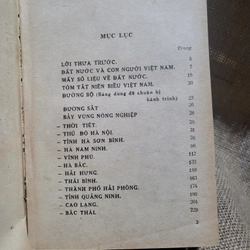 MỤC LỤC
Trang
LỜI THƯA TRƯỚC. 5
ĐẤT NƯỚC VÀ CON NGƯỜI VIỆT NAM. 7
MẤY SỐ LIỆU VỀ ĐẤT NƯỚC. 15
TÓM TẮT NIÊN BIỂU VIỆT NAM.
ĐƯỜNG BỘ (Bảng dùng để chuẩn bị
hành trình)
ĐƯỜNG SẮT
BẢY VÙNG NÔNG NGHIỆP
— THỜI TIẾT.
— THỦ ĐÔ HÀ NỘI.
— TỈNH HÀ SƠN BÌNH.
— HÀ NAM NINH.
— VĨNH PHÚ.
— HÀ BẮC.
— HẢI HƯNG.
— THÁI BÌNH.
— THÀNH PHỐ HẢI PHÒNG.
— TỈNH QUẢNG NINH.
— CAO LẠNG.
— BẮC THÁI.